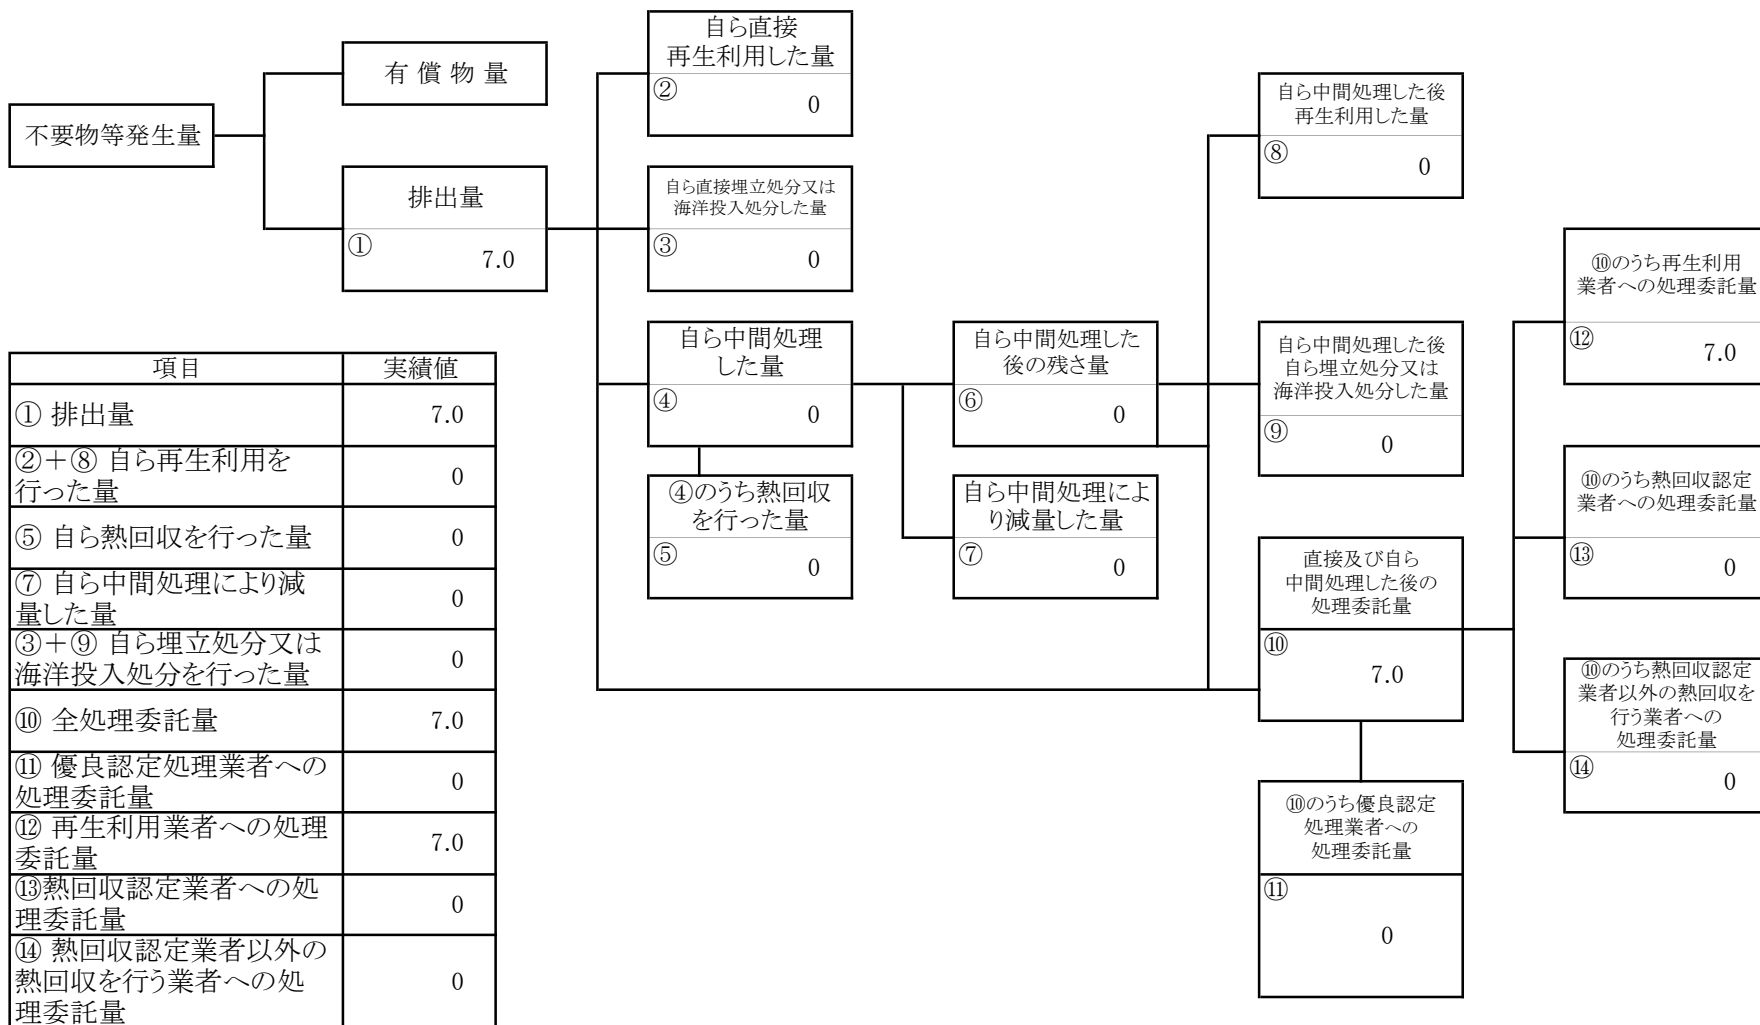 不要物等発生量
有 償 物 量
排出量
①
7.0
自ら直接
再生利用した量
②
0
自ら直接埋立処分又は
海洋投入処分した量
③
0
自ら中間処理
した量
④
0
④のうち熱回収
を行った量
⑤
0
自ら中間処理した
後の残さ量
⑥
0
自ら中間処理によ
り減量した量
⑦
0
自ら中間処理した後
再生利用した量
⑧
0
自ら中間処理した後
自ら埋立処分又は
海洋投入処分した量
⑨
0
直接及び自ら
中間処理した後の
処理委託量
⑩
7.0
⑩のうち優良認定
処理業者への
処理委託量
⑪
0
⑩のうち再生利用
業者への処理委託量
⑫
7.0
⑩のうち熱回収認定
業者への処理委託量
⑬
0
⑩のうち熱回収認定
業者以外の熱回収を
行う業者への
処理委託量
⑭
0
項目 実績値
① 排出量 7.0
②+⑧ 自ら再生利用を
行った量
0
⑤ 自ら熱回収を行った量 0
⑦ 自ら中間処理により減
量した量
0
③+⑨ 自ら埋立処分又は
海洋投入処分を行った量
0
⑩ 全処理委託量 7.0
⑪ 優良認定処理業者への
処理委託量
0
⑫ 再生利用業者への処理
委託量
7.0
⑬熱回収認定業者への処
理委託量
0
⑭ 熱回収認定業者以外の
熱回収を行う業者への処
理委託量
0